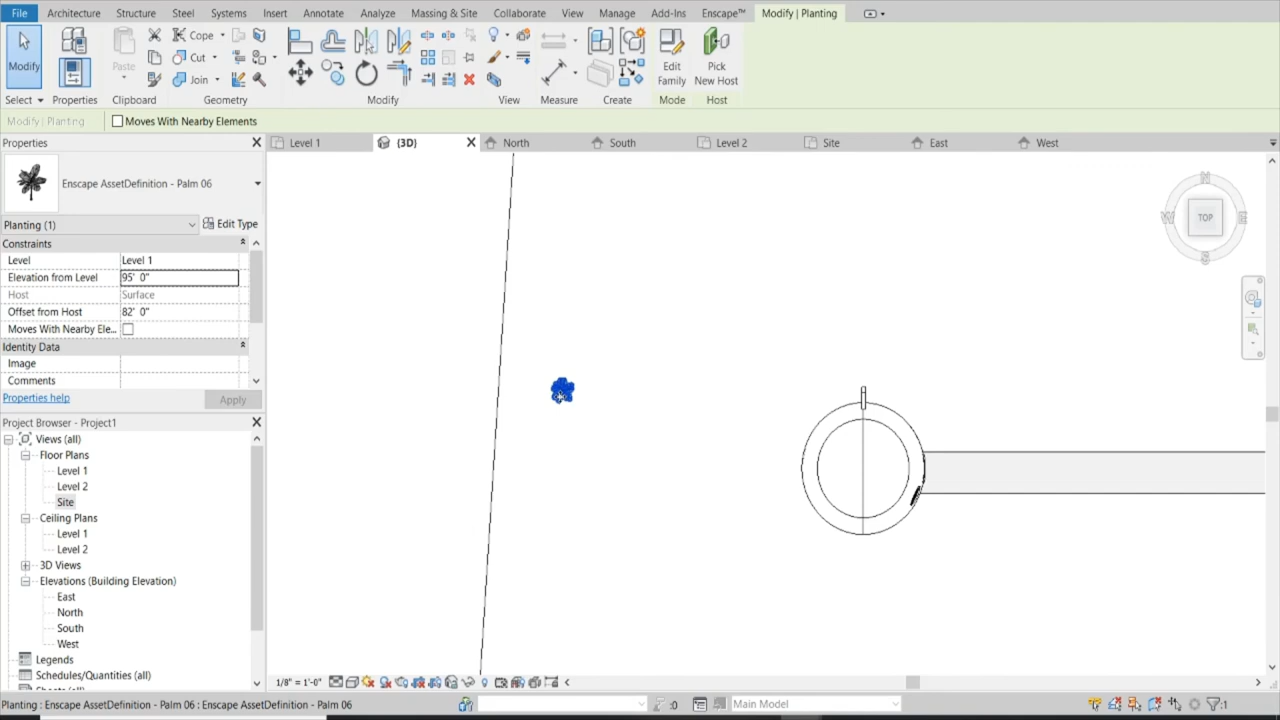 File Architecture Structure Steel Systems Insert Annotate Analyze Massing & Site Collaborate View Manage Add-Ins Enscape™ Modify | Planting
Modify
Paste
Cope
Cut
Join
Edit Family
Pick New Host
Select Properties Clipboard Geometry Modify View Measure Create Mode Host
Modify | Planting Moves With Nearby Elements
Properties
Level 1 {3D} North South Level 2 Site East West
Enscape AssetDefinition - Palm 06
Planting (1) Edit Type
Constraints
Level Level 1
Elevation from Level 95' 0"
Host Surface
Offset from Host 82' 0"
Moves With Nearby Ele...
Identity Data
Image
Comments
Properties help Apply
Project Browser - Project1
Views (all)
Floor Plans
Level 1
Level 2
Site
Ceiling Plans
Level 1
Level 2
3D Views
Elevations (Building Elevation)
East
North
South
West
Legends
Schedules/Quantities (all)
N
W TOP E
S
1/8" = 1'-0"
Planting : Enscape AssetDefinition - Palm 06 : Enscape AssetDefinition - Palm 06 :0 Main Model :1